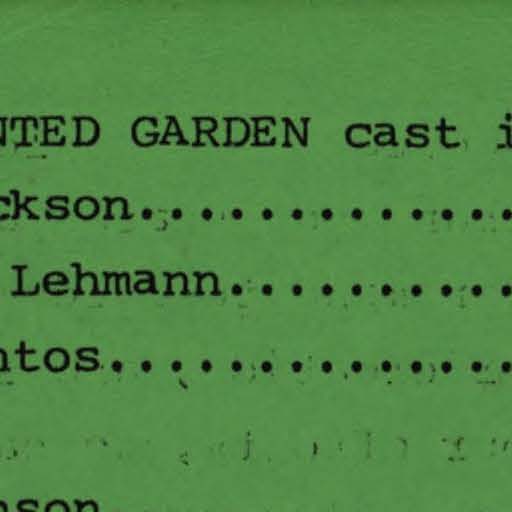 NTED GARDEN cast i
ckson.............
Lehmann..........
ntos..............
nson